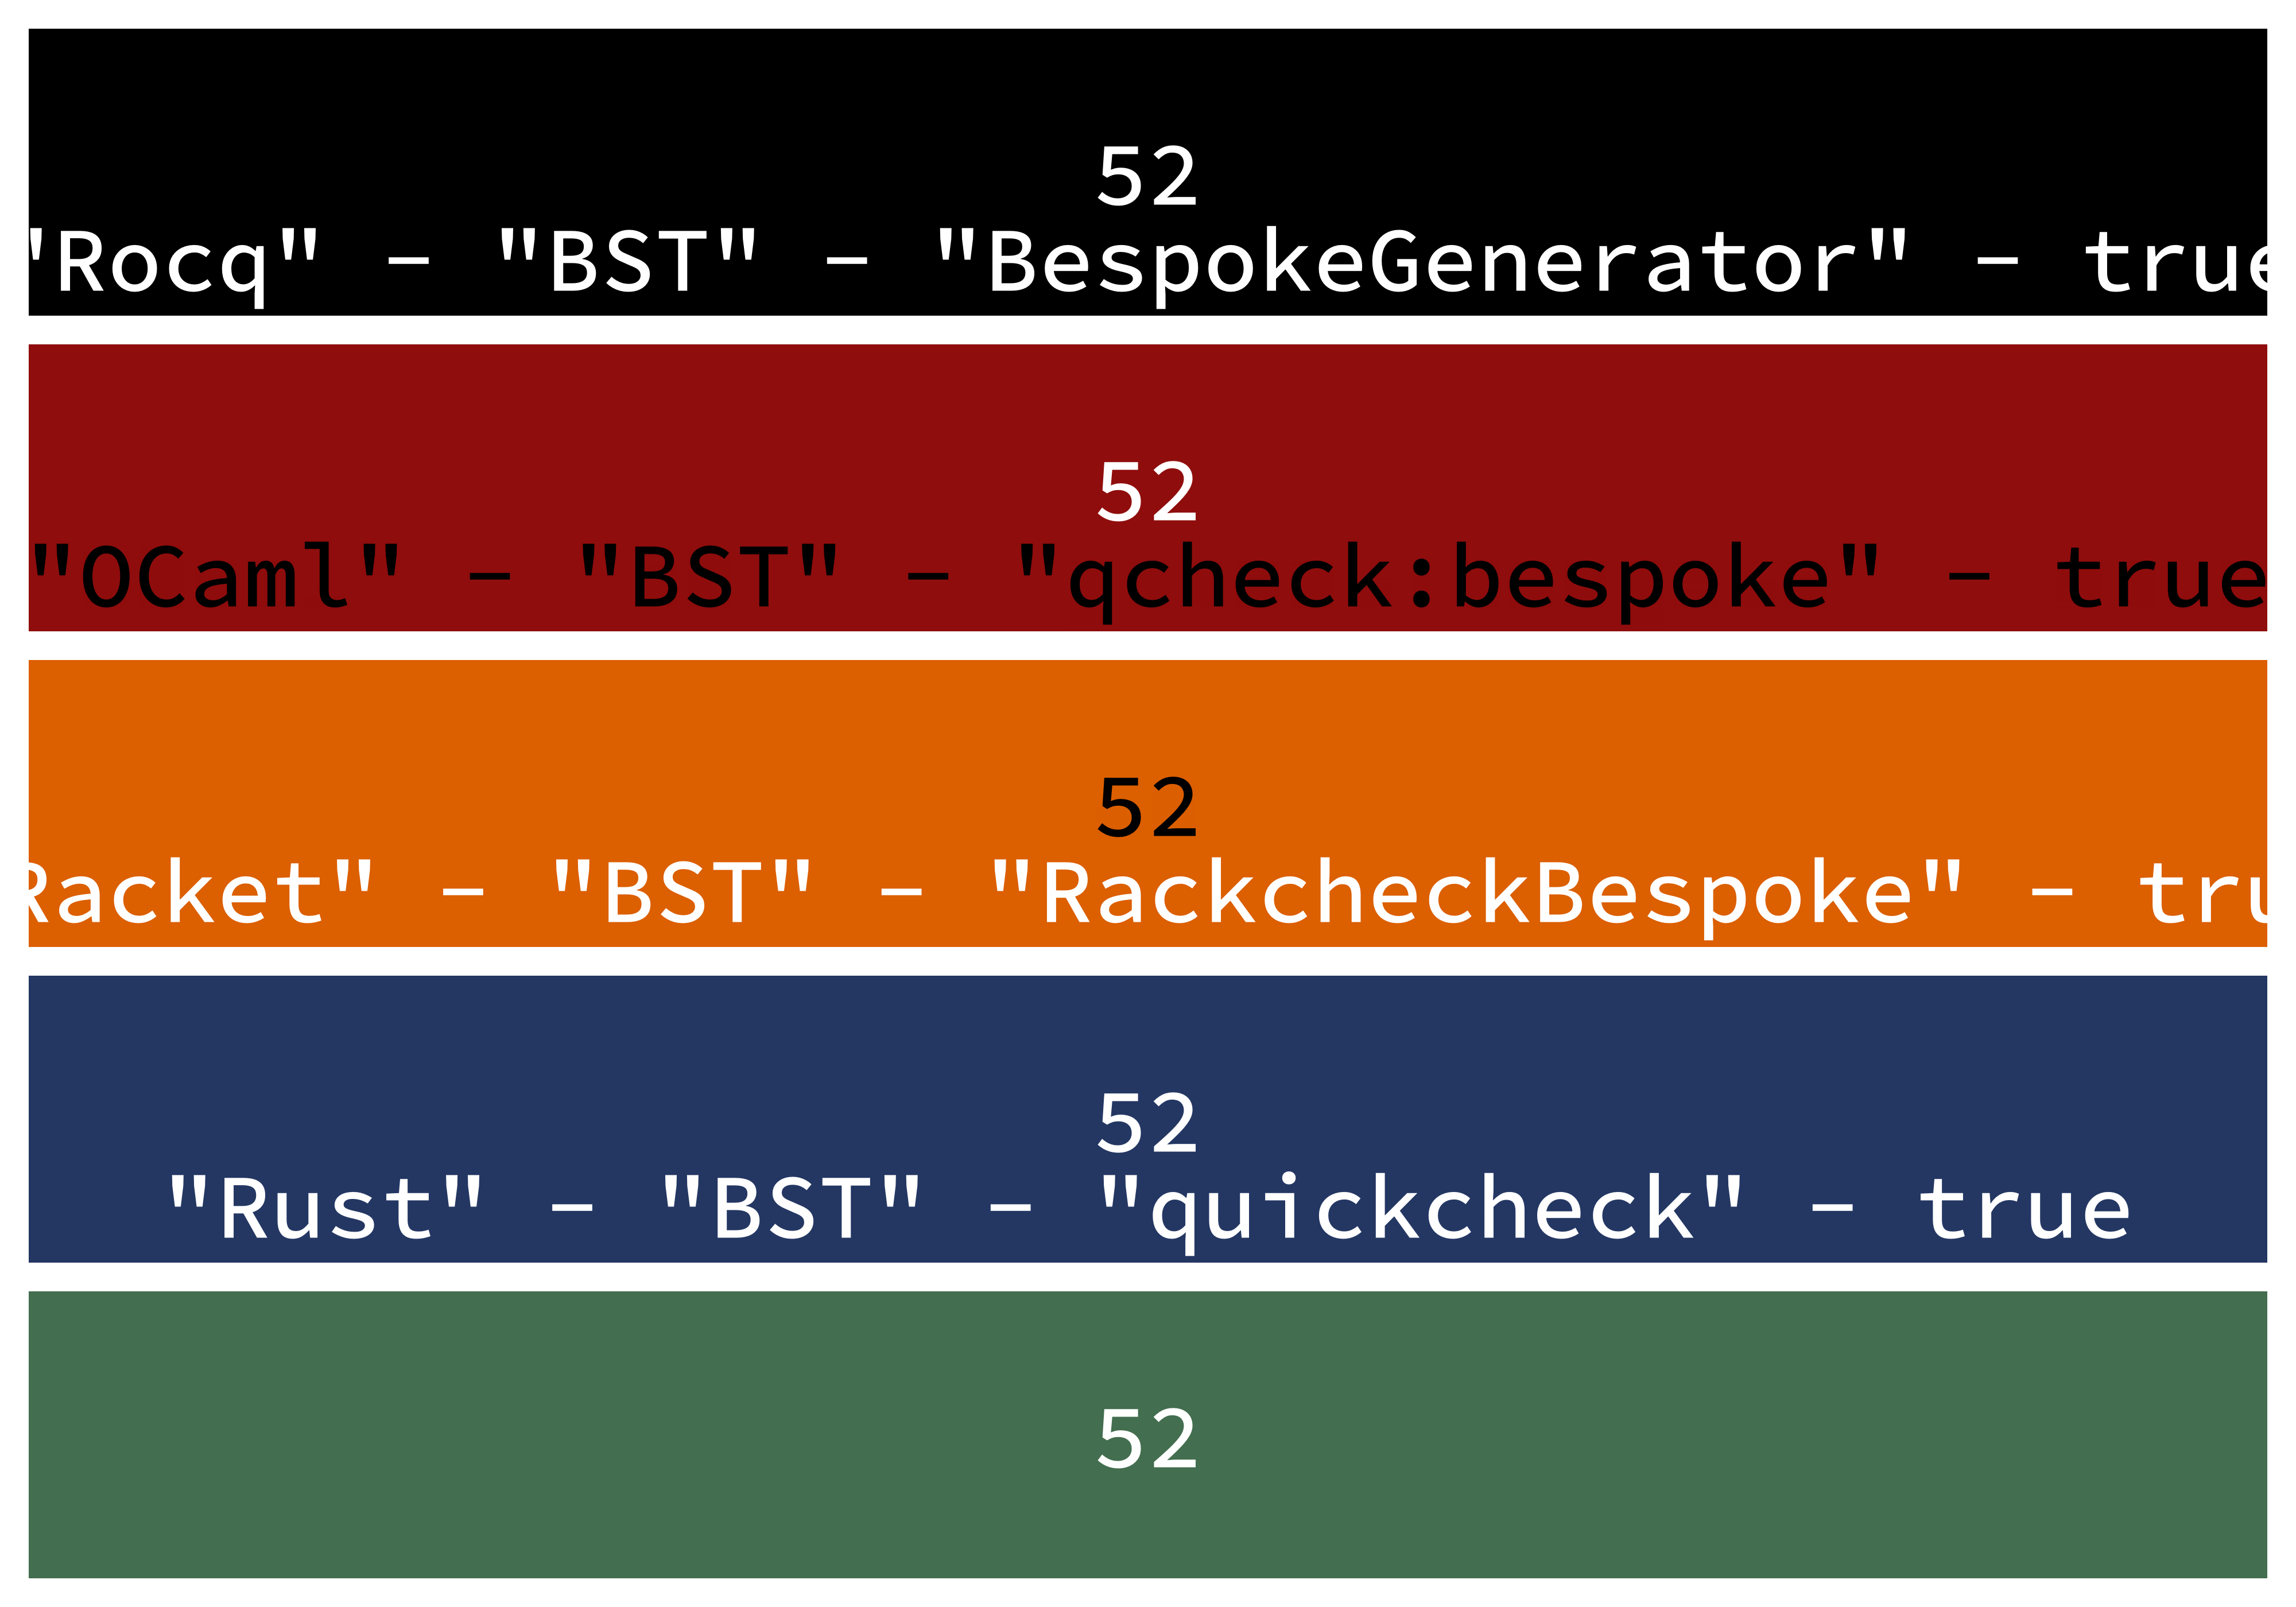 52
"Rocq" - "BST" - "BespokeGenerator" - true
52
"OCaml" - "BST" - "qcheck:bespoke" - true
52
Racket" - "BST" - "RackcheckBespoke" - tru
52
"Rust" - "BST" - "quickcheck" - true
52